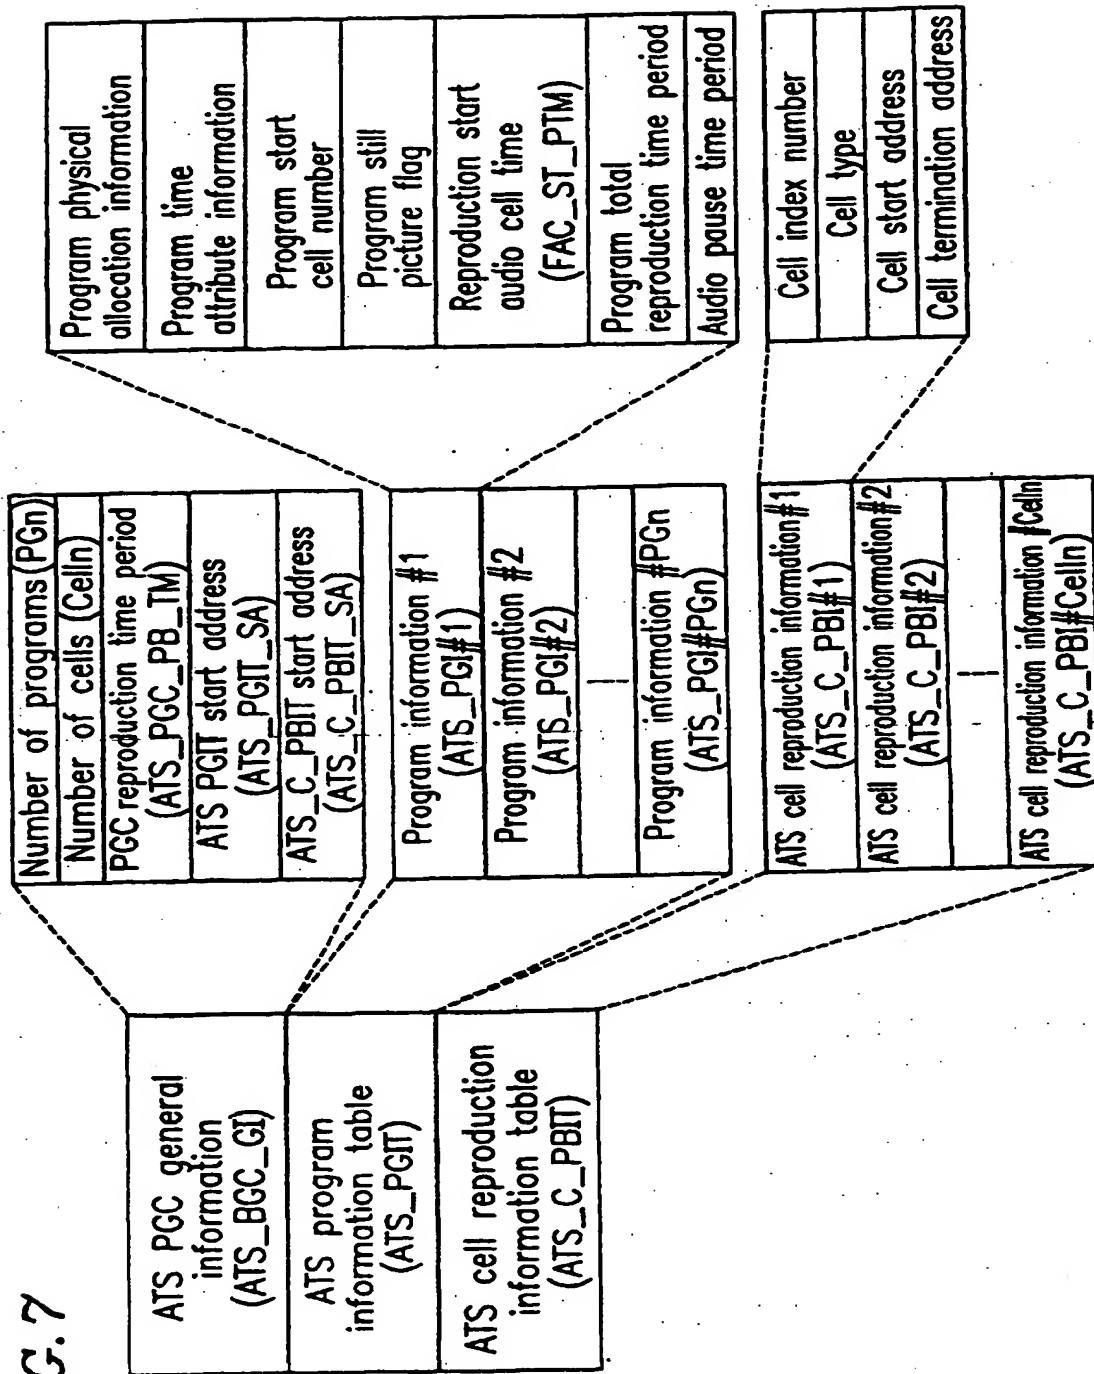 G.7
ATS PGC general
information
(ATS_BGC_GI)
ATS program
information table
(ATS_PGIT)
ATS cell reproduction
information table
(ATS_C_PBIT)
Number of programs (PGn)
Number of cells (Celln)
PGC reproduction time period
(ATS_PGC_PB_TM)
ATS PGIT start address
(ATS_PGIT_SA)
ATS_C_PBIT start address
(ATS_C_PBIT_SA)
Program information #1
(ATS_PGI#1)
Program information #2
(ATS_PGI#2)
Program information #PGn
(ATS_PGI#PGn)
ATS cell reproduction information#1
(ATS_C_PBI#1)
ATS cell reproduction information#2
(ATS_C_PBI#2)
ATS cell reproduction information #Celln
(ATS_C_PBI#Celln)
Program physical
allocation information
Program time
attribute information
Program start
cell number
Program still
picture flag
Reproduction start
audio cell time
(FAC_ST_PTM)
Program total
reproduction time period
Audio pause time period
Cell index number
Cell type
Cell start address
Cell termination address